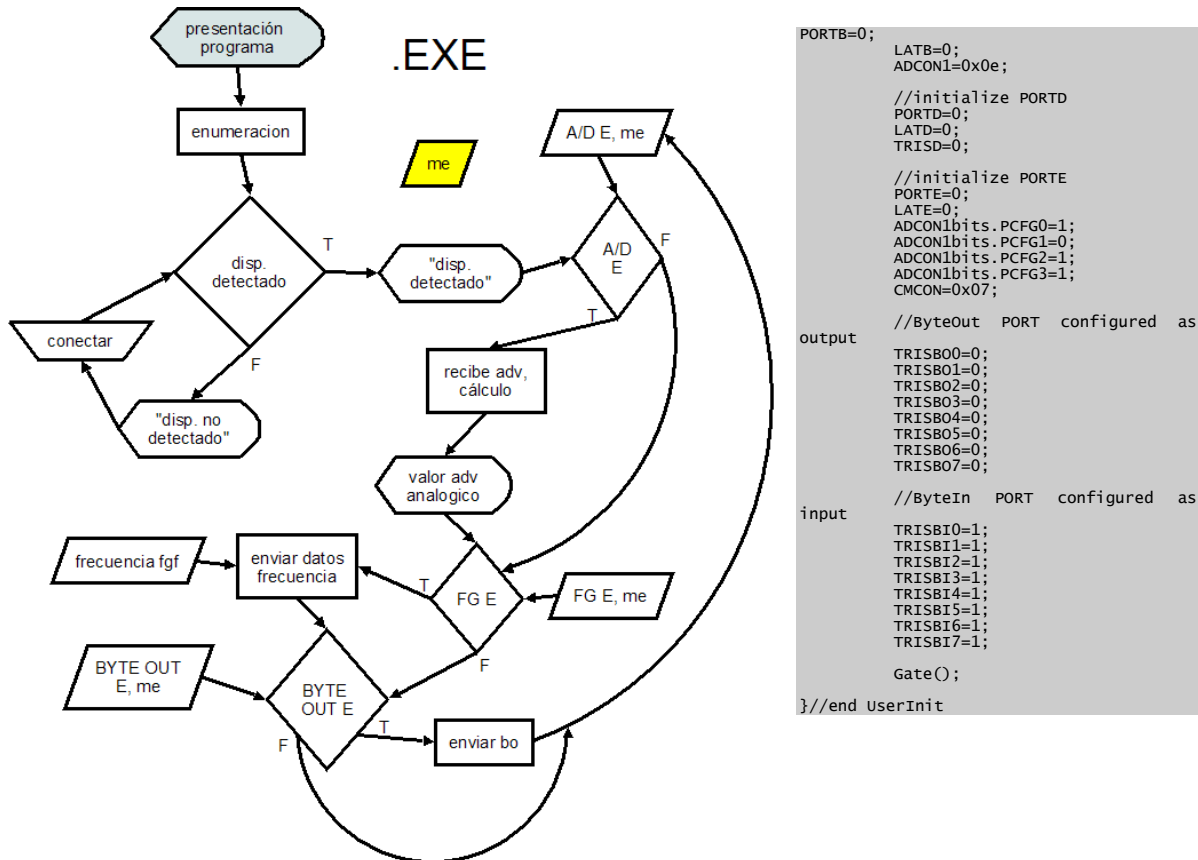 presentación
programa
.EXE
enumeracion
me
A/D E, me
disp.
detectado
T
F
"disp.
detectado"
A/D
E
F
T
conectar
"disp. no
detectado"
recibe adv,
cálculo
valor adv
analogico
frecuencia fgf
enviar datos
frecuencia
T
FG E
F
FG E, me
BYTE OUT
E, me
BYTE
OUT E
T
F
enviar bo
PORTB=0;
LATB=0;
ADCON1=0x0e;
//initialize PORTD
PORTD=0;
LATD=0;
TRISD=0;
//initialize PORTE
PORTE=0;
LATE=0;
ADCON1bits.PCFG0=1;
ADCON1bits.PCFG1=0;
ADCON1bits.PCFG2=1;
ADCON1bits.PCFG3=1;
CMCON=0x07;
//ByteOut PORT configured as
output
TRISBO0=0;
TRISBO1=0;
TRISBO2=0;
TRISBO3=0;
TRISBO4=0;
TRISBO5=0;
TRISBO6=0;
TRISBO7=0;
//ByteIn PORT configured as
input
TRISBI0=1;
TRISBI1=1;
TRISBI2=1;
TRISBI3=1;
TRISBI4=1;
TRISBI5=1;
TRISBI6=1;
TRISBI7=1;
Gate();
}//end UserInit